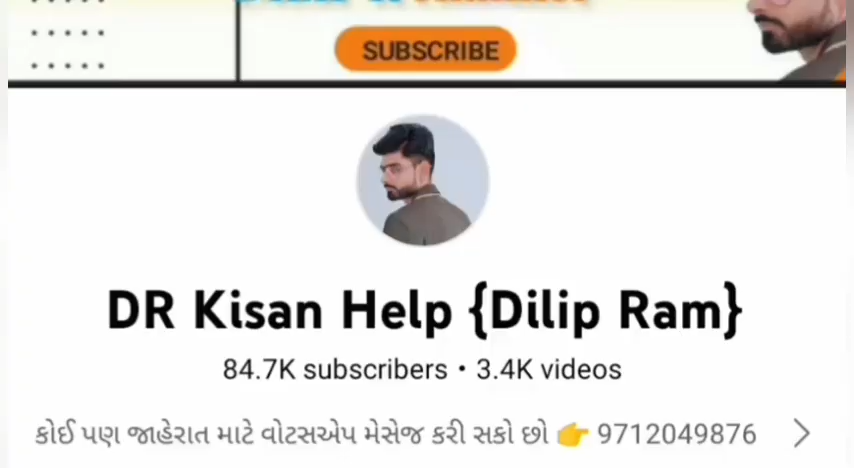 SUBSCRIBE
DR Kisan Help {Dilip Ram}
84.7K subscribers • 3.4K videos
કોઈ પણ જાહેરાત માટે વોટસએપ મેસેજ કરી સકો છો 👉 9712049876